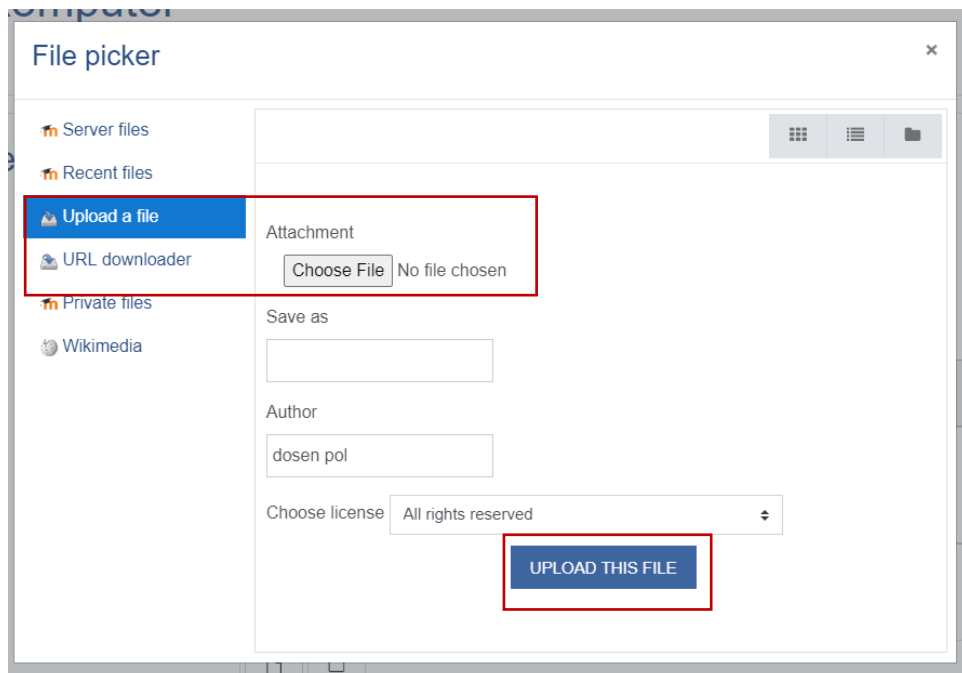 komputer
File picker
×
Server files
Recent files
Upload a file
URL downloader
Private files
Wikimedia
Attachment
Choose File No file chosen
Save as
Author
dosen pol
Choose license All rights reserved
UPLOAD THIS FILE